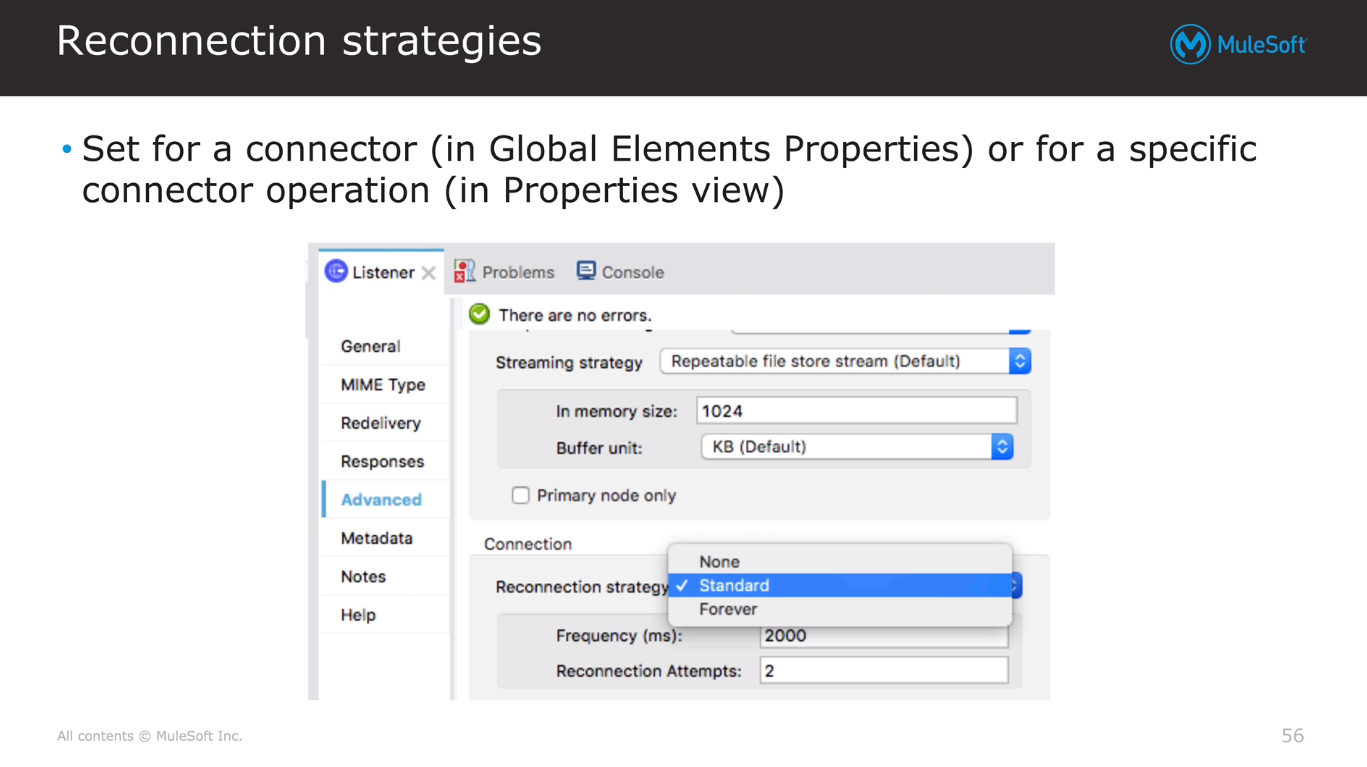 Reconnection strategies
MuleSoft
• Set for a connector (in Global Elements Properties) or for a specific
connector operation (in Properties view)
Listener
Problems
Console
There are no errors.
General
MIME Type
Redelivery
Responses
Advanced
Metadata
Notes
Help
Streaming strategy
Repeatable file store stream (Default)
In memory size:
1024
Buffer unit:
KB (Default)
Primary node only
Connection
Reconnection strategy
None
Standard
Forever
Frequency (ms):
2000
Reconnection Attempts:
2
All contents © MuleSoft Inc.
56